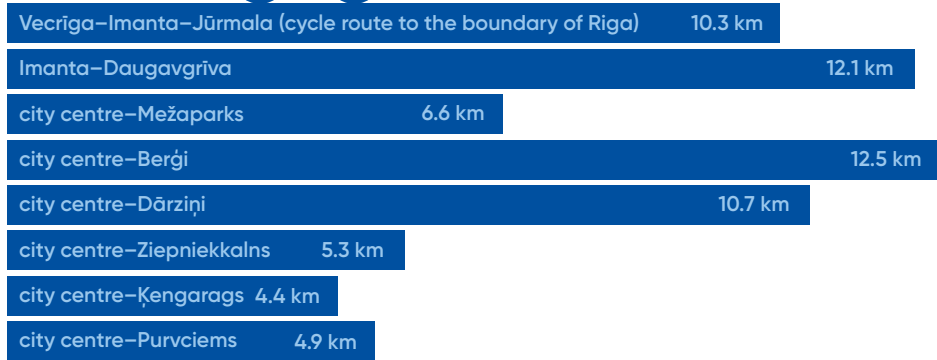 Vecrīga–Imanta–Jūrmala (cycle route to the boundary of Riga) 10.3 km
Imanta–Daugavgrīva 12.1 km
city centre–Mežaparks 6.6 km
city centre–Berģi 12.5 km
city centre–Dārziņi 10.7 km
city centre–Ziepniekkalns 5.3 km
city centre–Ķengarags 4.4 km
city centre–Purvciems 4.9 km